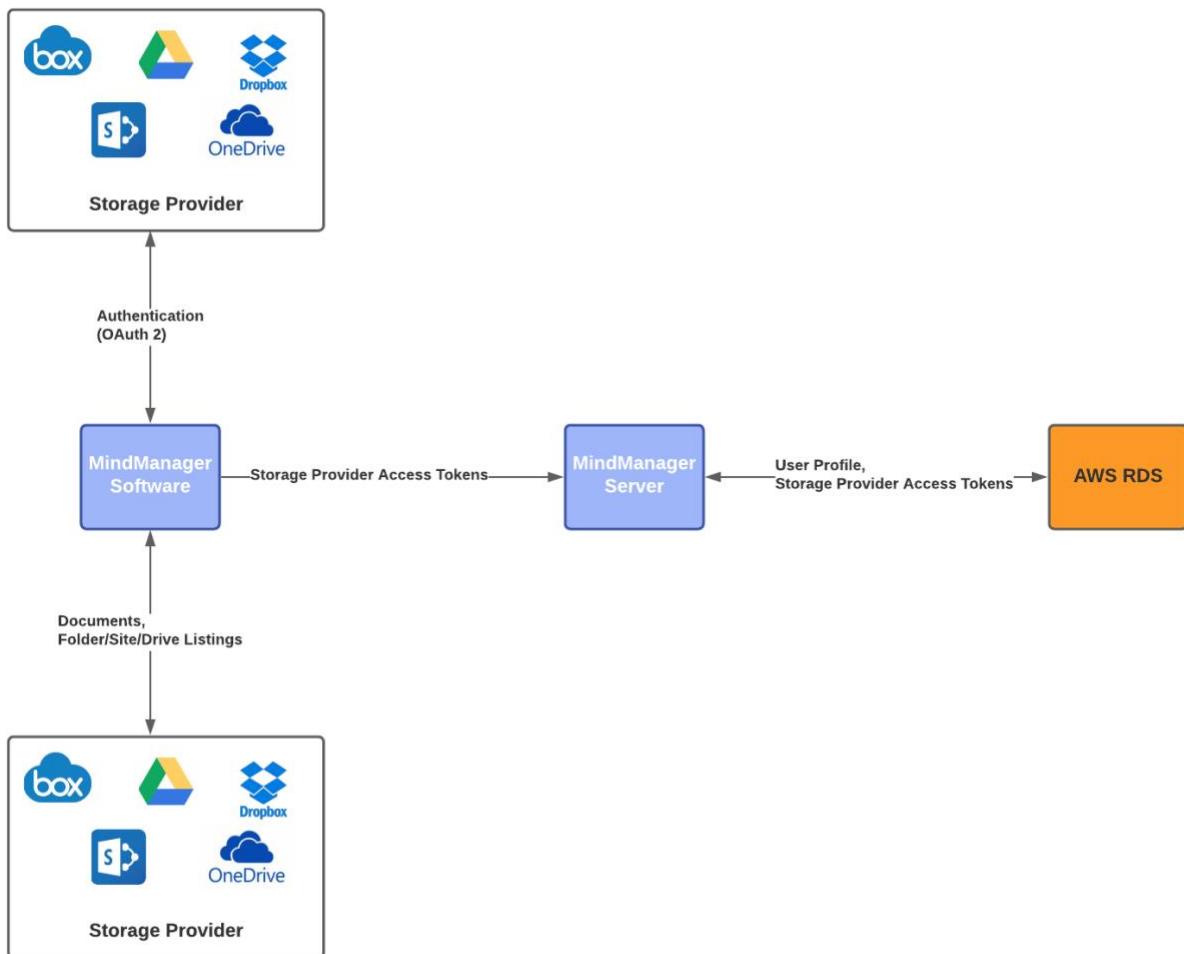 box
Dropbox
S
OneDrive
Storage Provider
Authentication
(OAuth 2)
MindManager
Software
Storage Provider Access Tokens
MindManager
Server
User Profile,
Storage Provider Access Tokens
AWS RDS
Documents,
Folder/Site/Drive Listings
box
Dropbox
S
OneDrive
Storage Provider